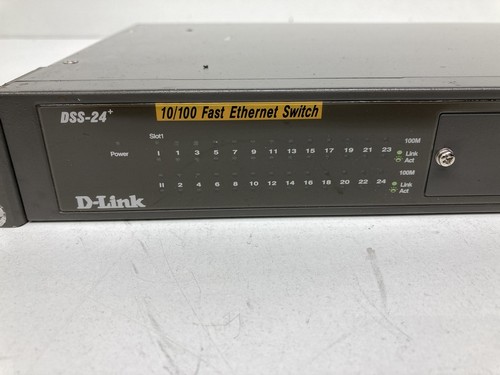 DSS-24+
10/100 Fast Ethernet Switch
Slot1
100M
Power
I 1 3 5 7 9 11 13 15 17 19 21 23 Link
Act
100M
II 2 4 6 8 10 12 14 16 18 20 22 24 Link
Act
D-Link